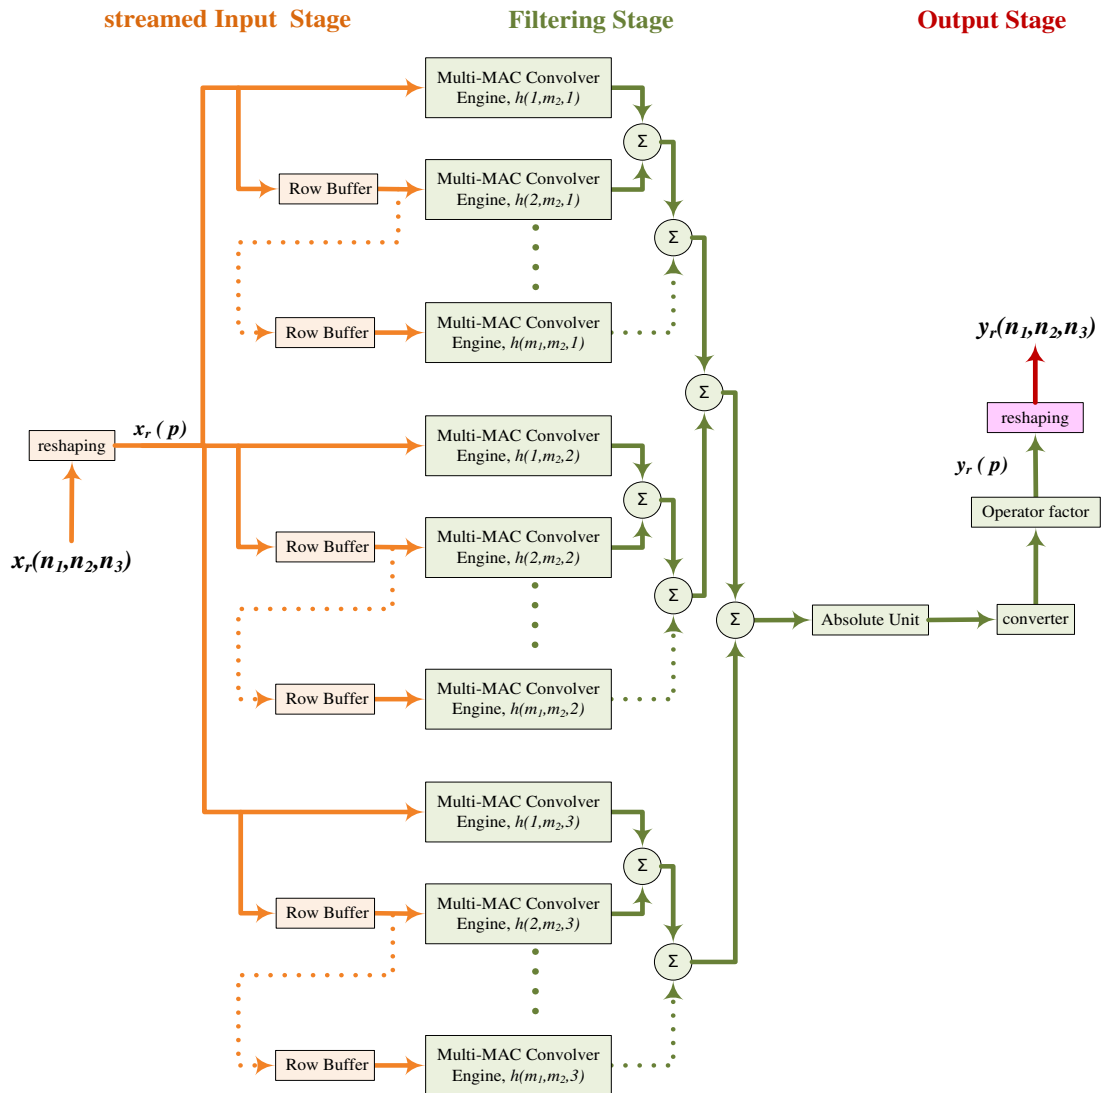 streamed Input Stage
Filtering Stage
Output Stage
Multi-MAC Convolver
Engine, h(1,m₂,1)
Σ
Row Buffer
Multi-MAC Convolver
Engine, h(2,m₂,1)
Σ
Row Buffer
Multi-MAC Convolver
Engine, h(m₁,m₂,1)
yᵣ(n₁,n₂,n₃)
Σ
reshaping
xᵣ ( p)
reshaping
Multi-MAC Convolver
Engine, h(1,m₂,2)
yᵣ ( p)
Σ
Operator factor
xᵣ(n₁,n₂,n₃)
Row Buffer
Multi-MAC Convolver
Engine, h(2,m₂,2)
Σ
Σ
Absolute Unit
converter
Row Buffer
Multi-MAC Convolver
Engine, h(m₁,m₂,2)
Multi-MAC Convolver
Engine, h(1,m₂,3)
Σ
Row Buffer
Multi-MAC Convolver
Engine, h(2,m₂,3)
Σ
Row Buffer
Multi-MAC Convolver
Engine, h(m₁,m₂,3)